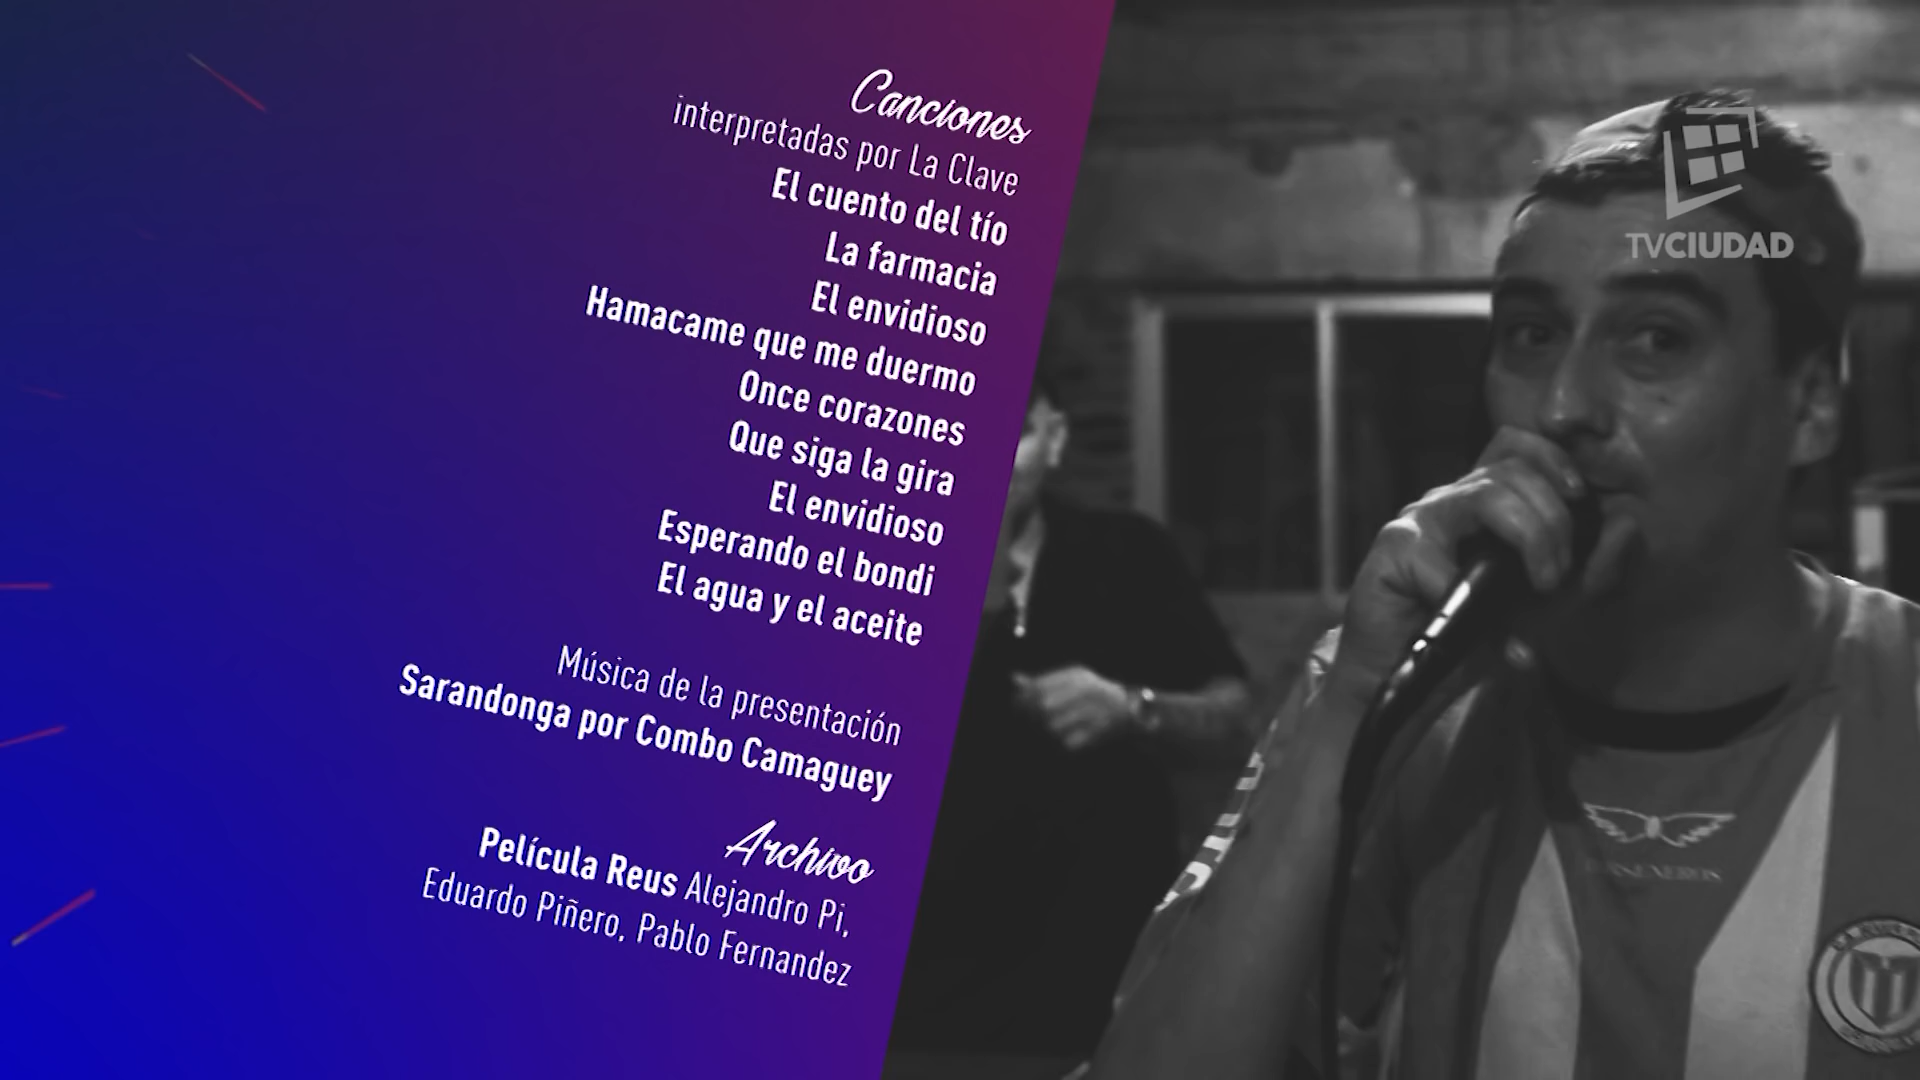 Canciones
interpretadas por La Clave
El cuento del tío
La farmacia
El envidioso
Hamacame que me duermo
Once corazones
Que siga la gira
El envidioso
Esperando el bondi
El agua y el aceite
Música de la presentación
Sarandonga por Combo Camaguey
Archivo
Película Reus Alejandro Pi,
Eduardo Piñero, Pablo Fernandez
TVCIUDAD